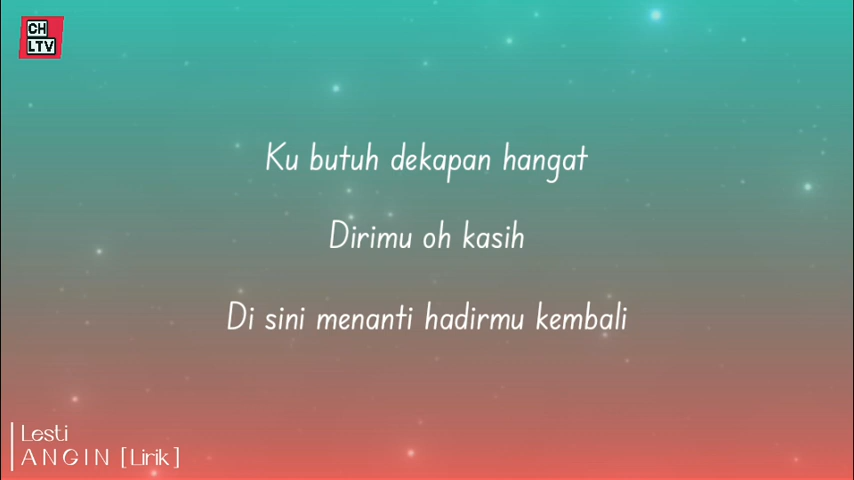 CH
LTV
Ku butuh dekapan hangat
Dirimu oh kasih
Di sini menanti hadirmu kembali
Lesti
ANGIN [Lirik]